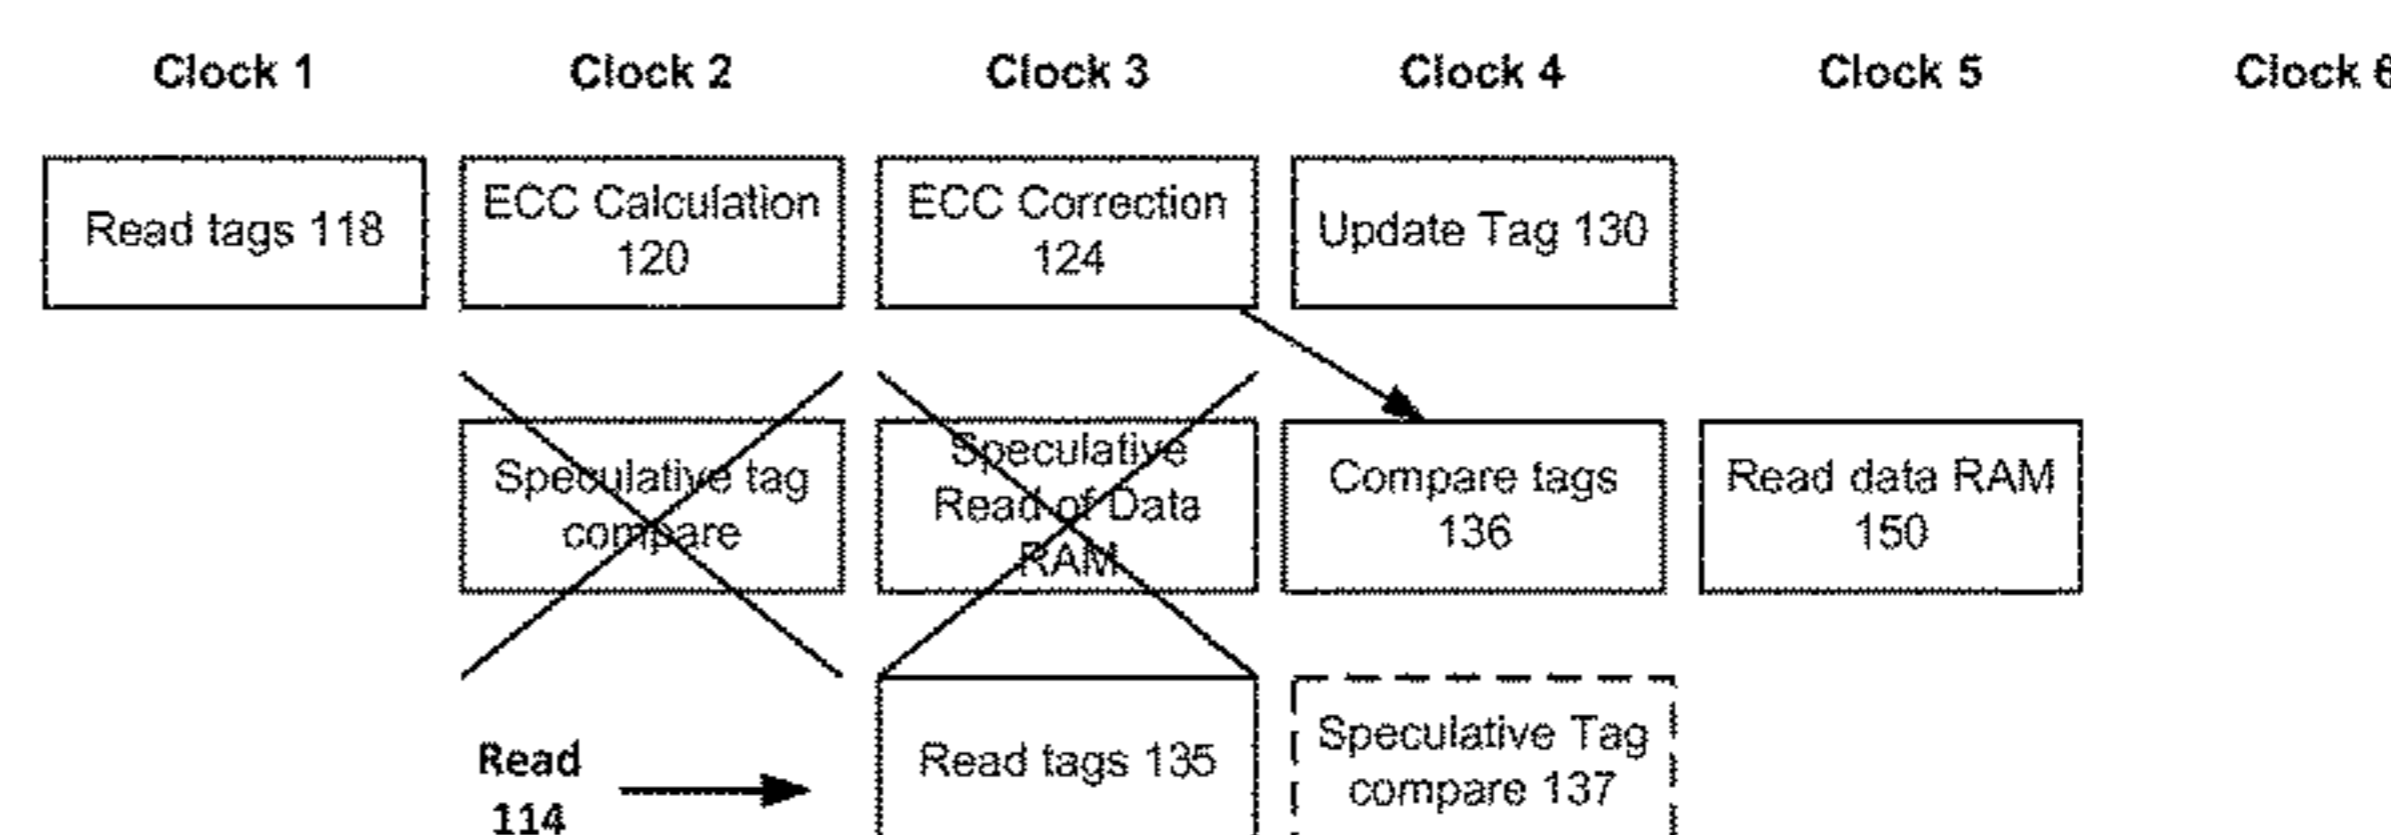 Clock 1 Clock 2 Clock 3 Clock 4 Clock 5 Clock 6
Read tags 118
ECC Calculation
120
ECC Correction
124
Update Tag 130
Speculative tag
compare
Speculative
Read of Data
RAM
Compare tags
136
Read data RAM
150
Read
114
Read tags 135
Speculative Tag
compare 137